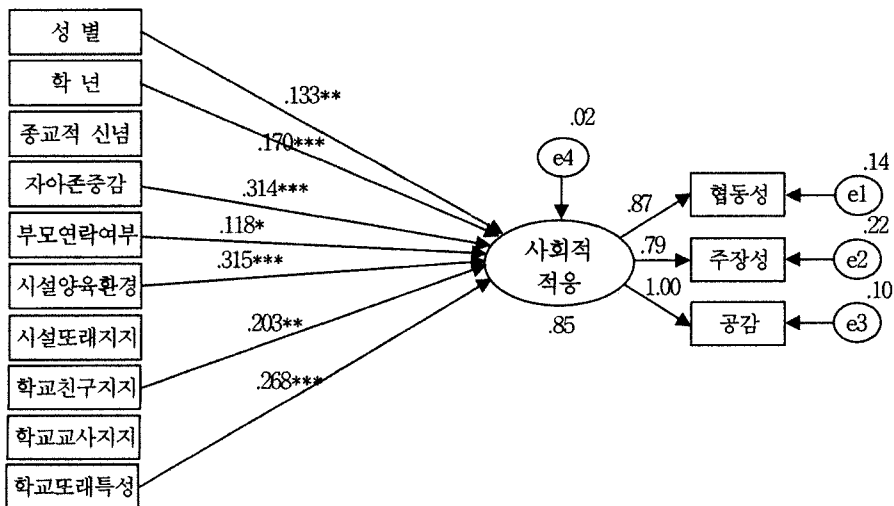 성 별
학 년
종교적 신념
자아존중감
부모연락여부
시설양육환경
시설또래지지
학교친구지지
학교교사지지
학교또래특성
.133**
.170***
.314***
.118*
.315***
.203**
.268***
.02
e4
사회적
적응
.85
.87
.79
1.00
협동성
주장성
공감
.14
e1
.22
e2
.10
e3